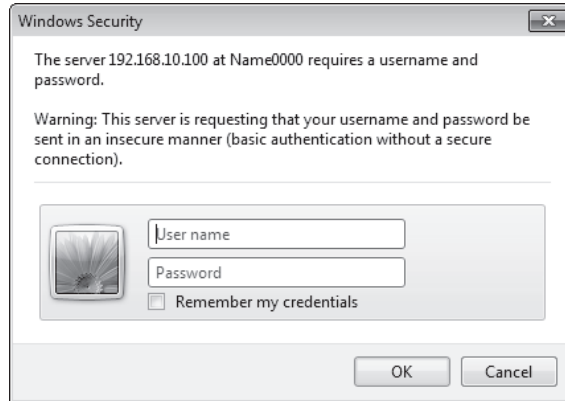 Windows Security
The server 192.168.10.100 at Name0000 requires a username and
password.
Warning: This server is requesting that your username and password be
sent in an insecure manner (basic authentication without a secure
connection).
User name
Password
Remember my credentials
OK
Cancel